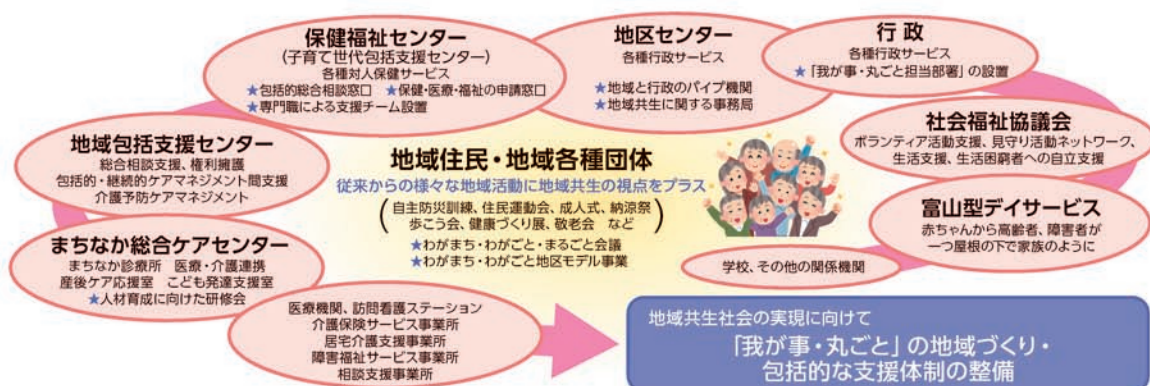 保健福祉センター
(子育て世代包括支援センター)
各種対人保健サービス
★包括的総合相談窓口 ★保健・医療・福祉の申請窓口
★専門職による支援チーム設置
地区センター
各種行政サービス
★地域と行政のパイプ機関
★地域共生に関する事務局
行政
各種行政サービス
★「我が事・丸ごと担当部署」の設置
地域包括支援センター
総合相談支援、権利擁護
包括的・継続的ケアマネジメント間支援
介護予防ケアマネジメント
地域住民・地域各種団体
従来からの様々な地域活動に地域共生の視点をプラス
(自主防災訓練、住民運動会、成人式、納涼祭
歩こう会、健康づくり展、敬老会 など)
★わがまち・わがごと・まるごと会議
★わがまち・わがごと地区モデル事業
社会福祉協議会
ボランティア活動支援、見守り活動ネットワーク、
生活支援、生活困窮者への自立支援
富山型デイサービス
赤ちゃんから高齢者、障害者が
一つ屋根の下で家族のように
まちなか総合ケアセンター
まちなか診療所 医療・介護連携
産後ケア応援室 こども発達支援室
★人材育成に向けた研修会
学校、その他の関係機関
医療機関、訪問看護ステーション
介護保険サービス事業所
居宅介護支援事業所
障害福祉サービス事業所
相談支援事業所
地域共生社会の実現に向けて
「我が事・丸ごと」の地域づくり・
包括的な支援体制の整備